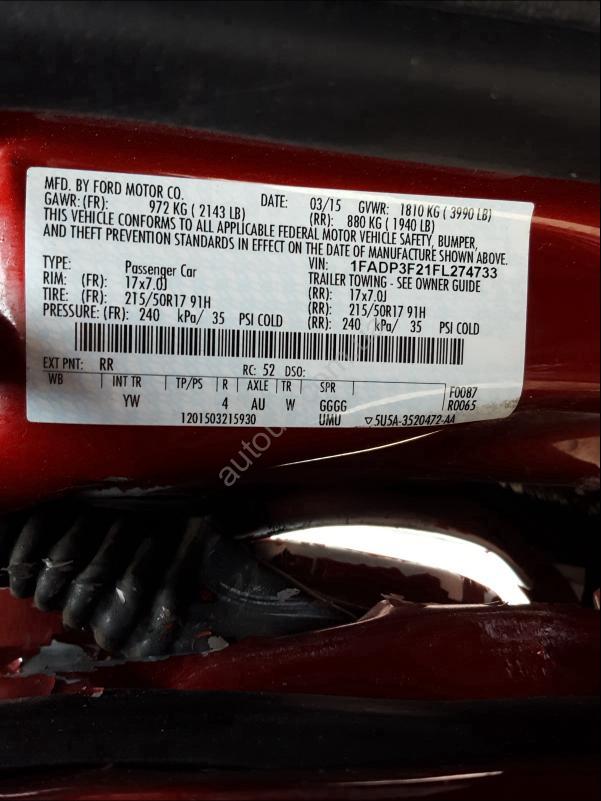 MFD. BY FORD MOTOR CO. DATE: 03/15 GVWR: 1810 KG ( 3990 LB)
GAWR: (FR): 972 KG ( 2143 LB) (RR): 880 KG ( 1940 LB)
THIS VEHICLE CONFORMS TO ALL APPLICABLE FEDERAL MOTOR VEHICLE SAFETY, BUMPER,
AND THEFT PREVENTION STANDARDS IN EFFECT ON THE DATE OF MANUFACTURE SHOWN ABOVE.
VIN: 1FADP3F21FL274733
TYPE: Passenger Car TRAILER TOWING - SEE OWNER GUIDE
RIM: (FR): 17x7.0J (RR): 17x7.0J
TIRE: (FR): 215/50R17 91H (RR): 215/50R17 91H
PRESSURE: (FR): 240 kPa/ 35 PSI COLD (RR): 240 kPa/ 35 PSI COLD
EXT PNT: RR RC: 52 DSO:
WB INT TR TP/PS R AXLE TR SPR F0087
YW 4 AU W GGGG R0065
1201503215930 UMU ▽5U5A-3520472-AA